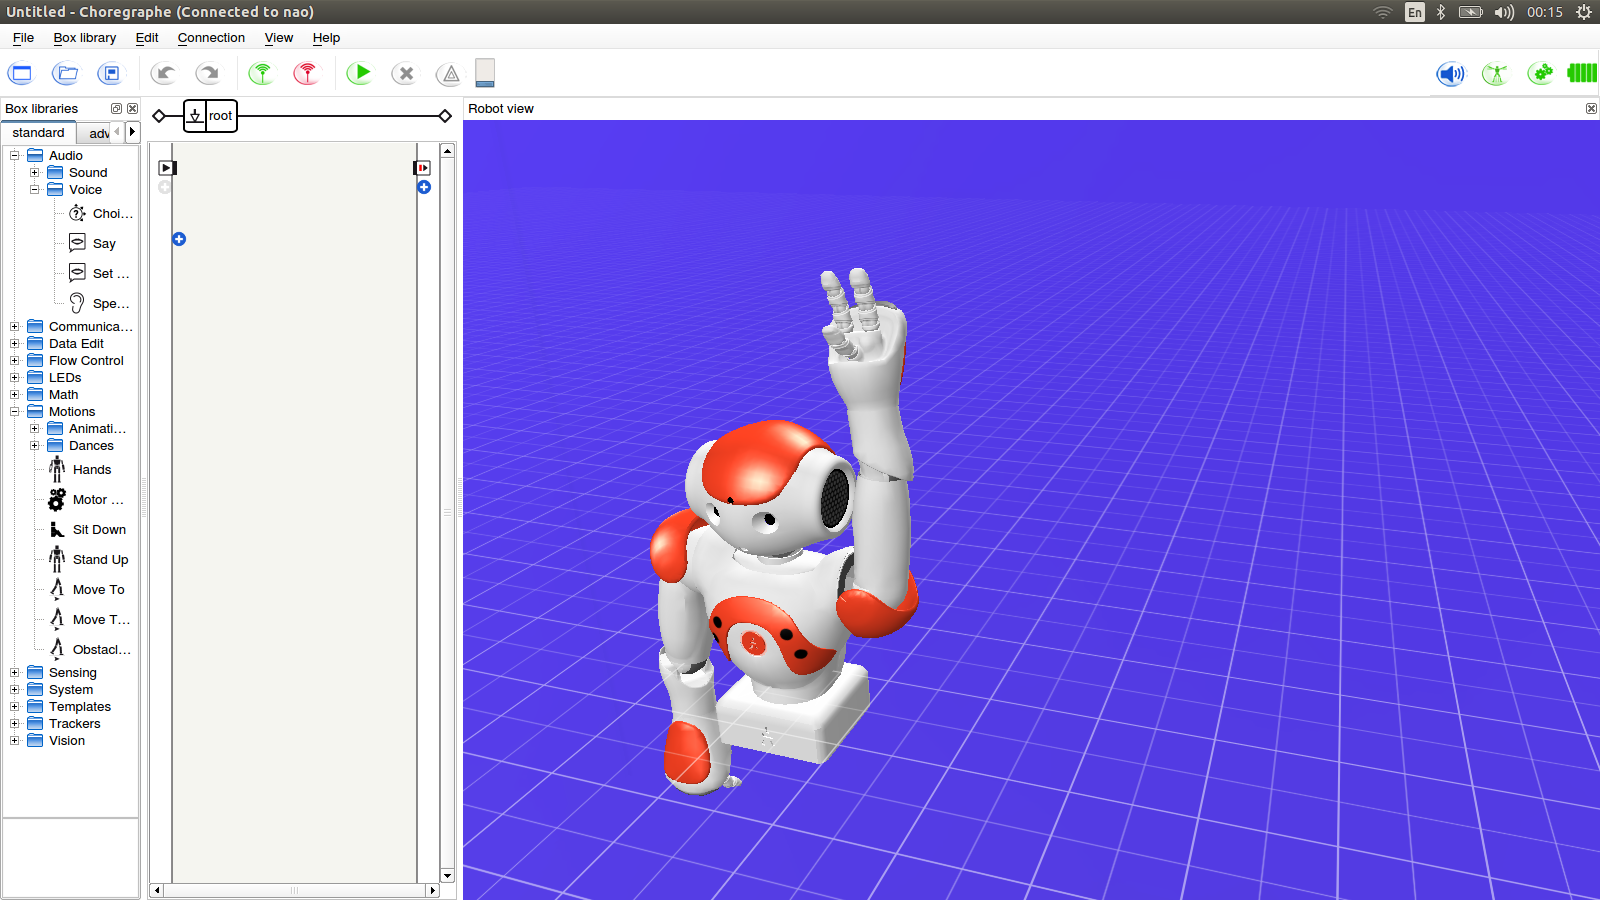 Untitled - Choregraphe (Connected to nao)
En
00:15
File Box library Edit Connection View Help
Box libraries
root
Robot view
standard adv
Audio
Sound
Voice
Choi...
Say
Set ...
Spe...
Communica...
Data Edit
Flow Control
LEDs
Math
Motions
Animati...
Dances
Hands
Motor ...
Sit Down
Stand Up
Move To
Move T...
Obstacl...
Sensing
System
Templates
Trackers
Vision